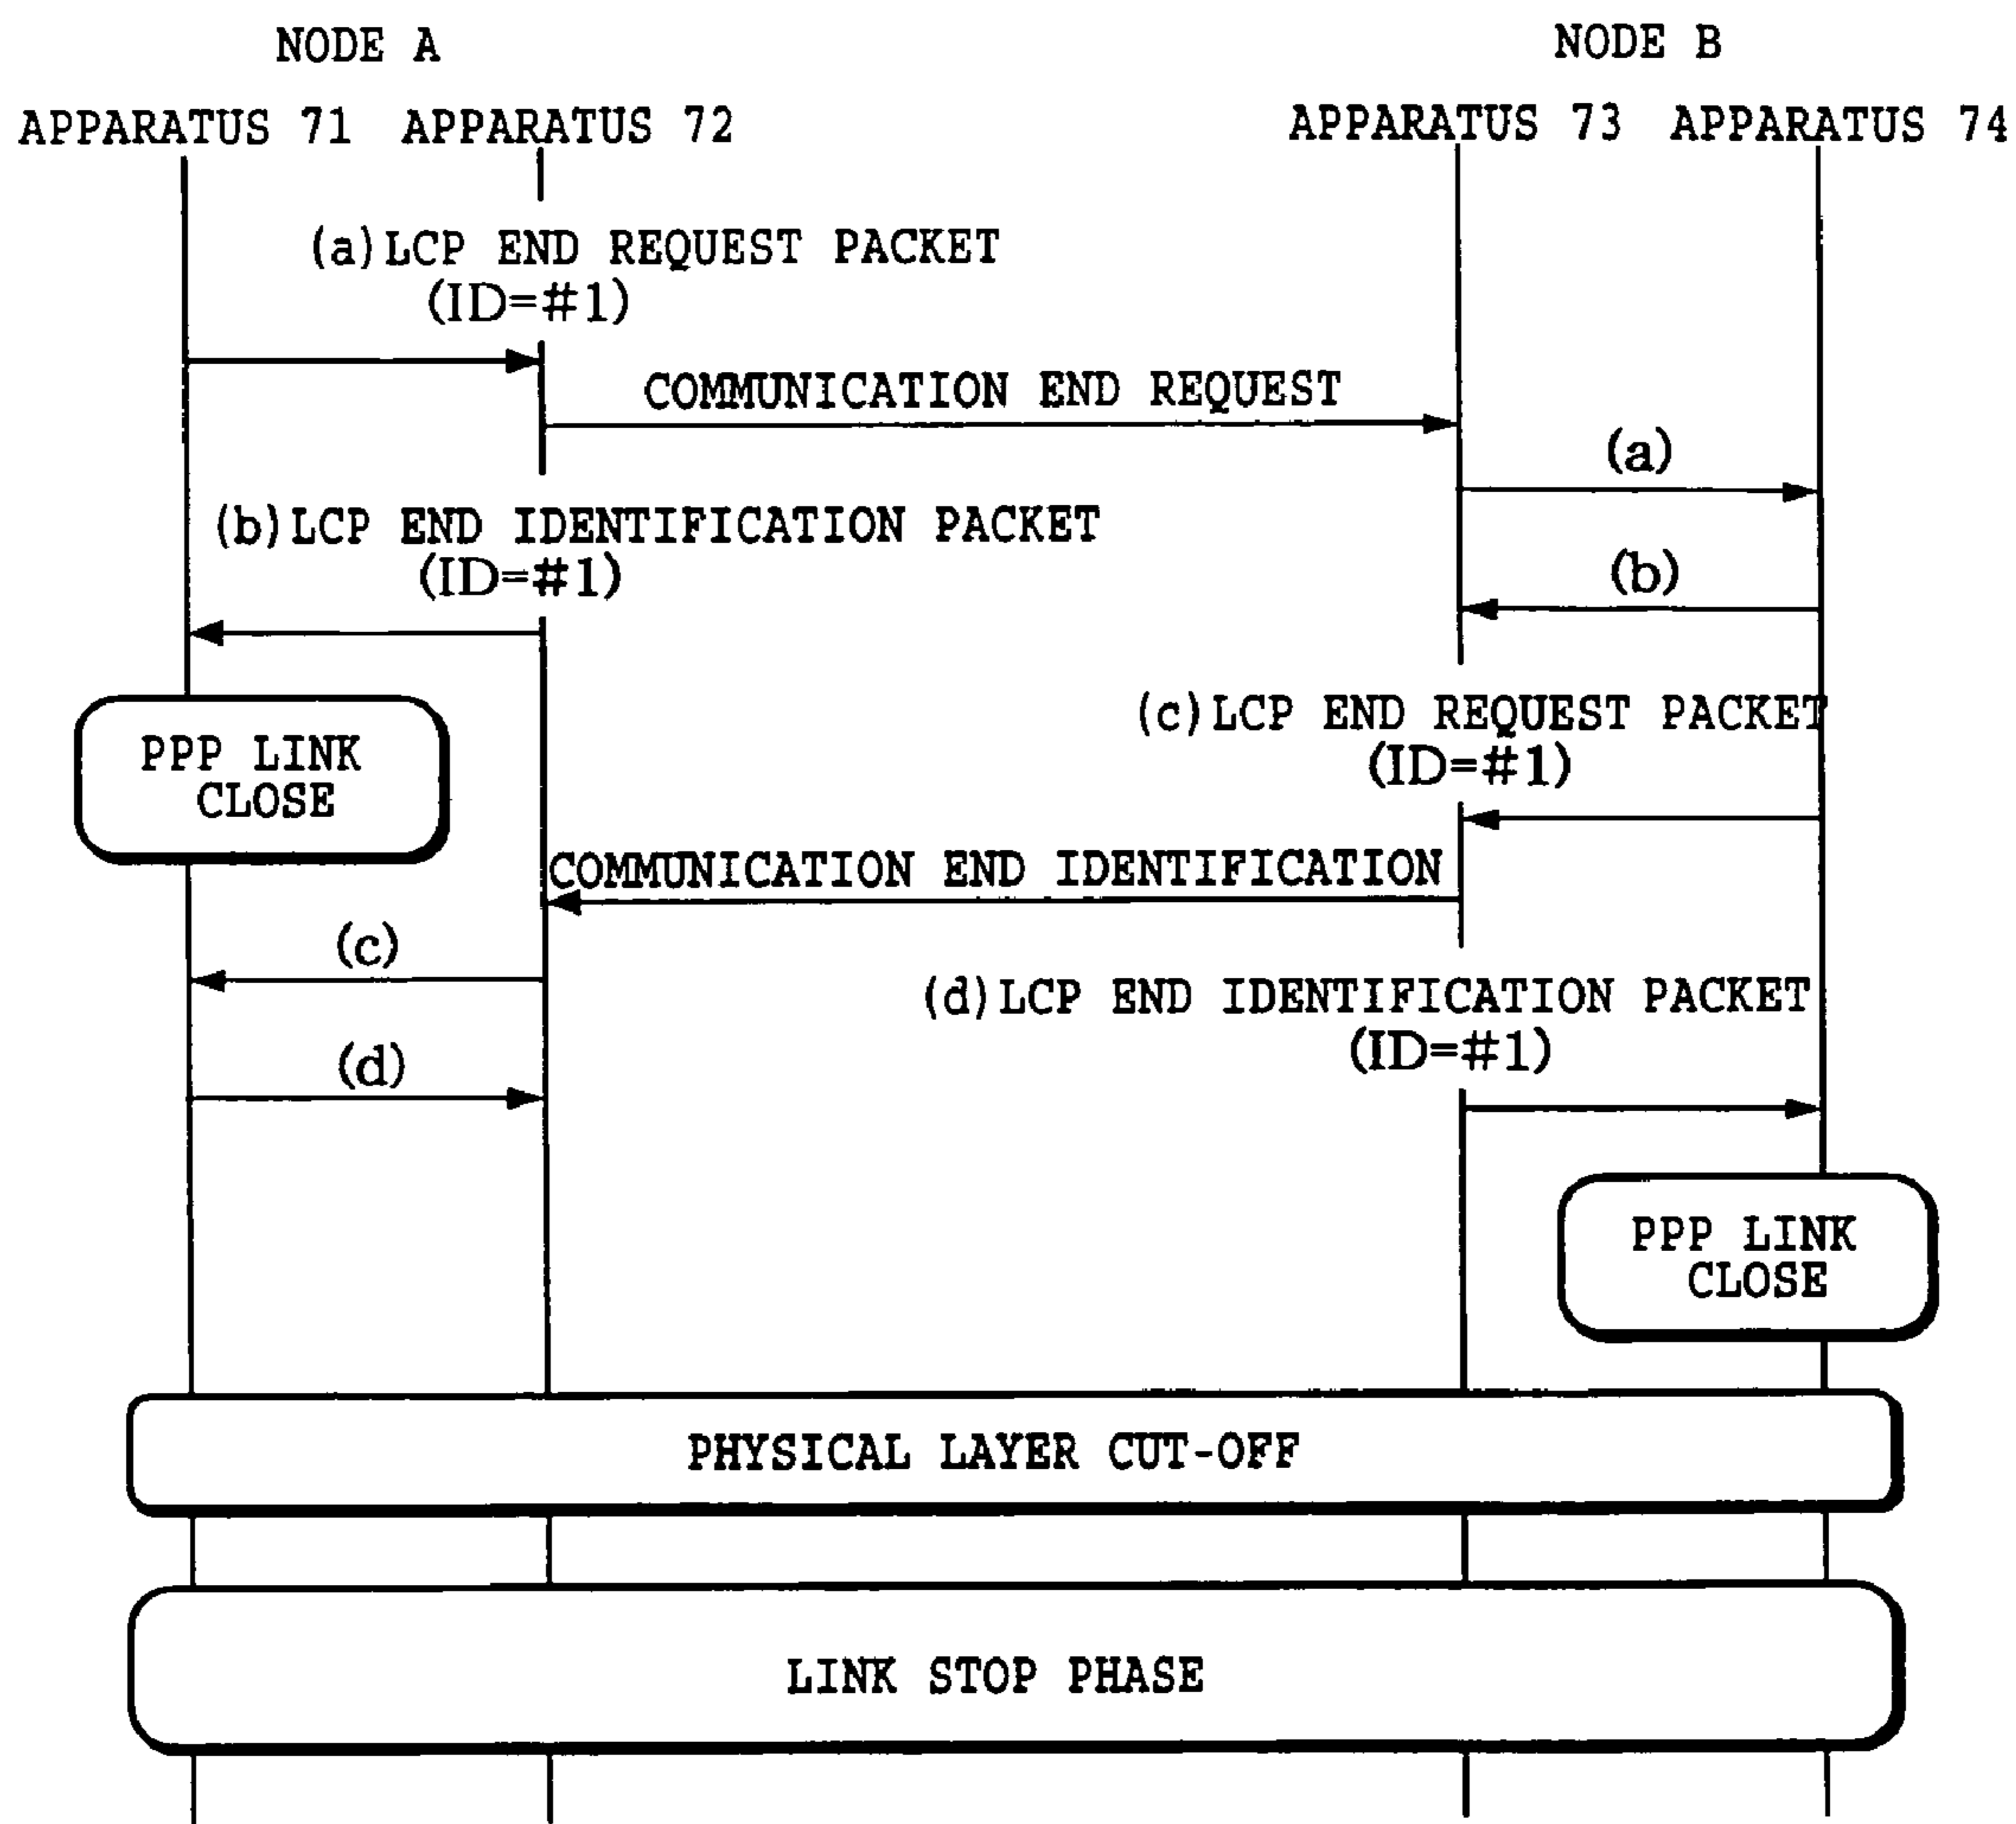 NODE A NODE B
APPARATUS 71 APPARATUS 72 APPARATUS 73 APPARATUS 74
(a)LCP END REQUEST PACKET
(ID=#1)
COMMUNICATION END REQUEST
(a)
(b)LCP END IDENTIFICATION PACKET
(ID=#1)
(b)
(c)LCP END REQUEST PACKET
(ID=#1)
PPP LINK
CLOSE
COMMUNICATION END IDENTIFICATION
(c)
(d)LCP END IDENTIFICATION PACKET
(ID=#1)
(d)
PPP LINK
CLOSE
PHYSICAL LAYER CUT-OFF
LINK STOP PHASE